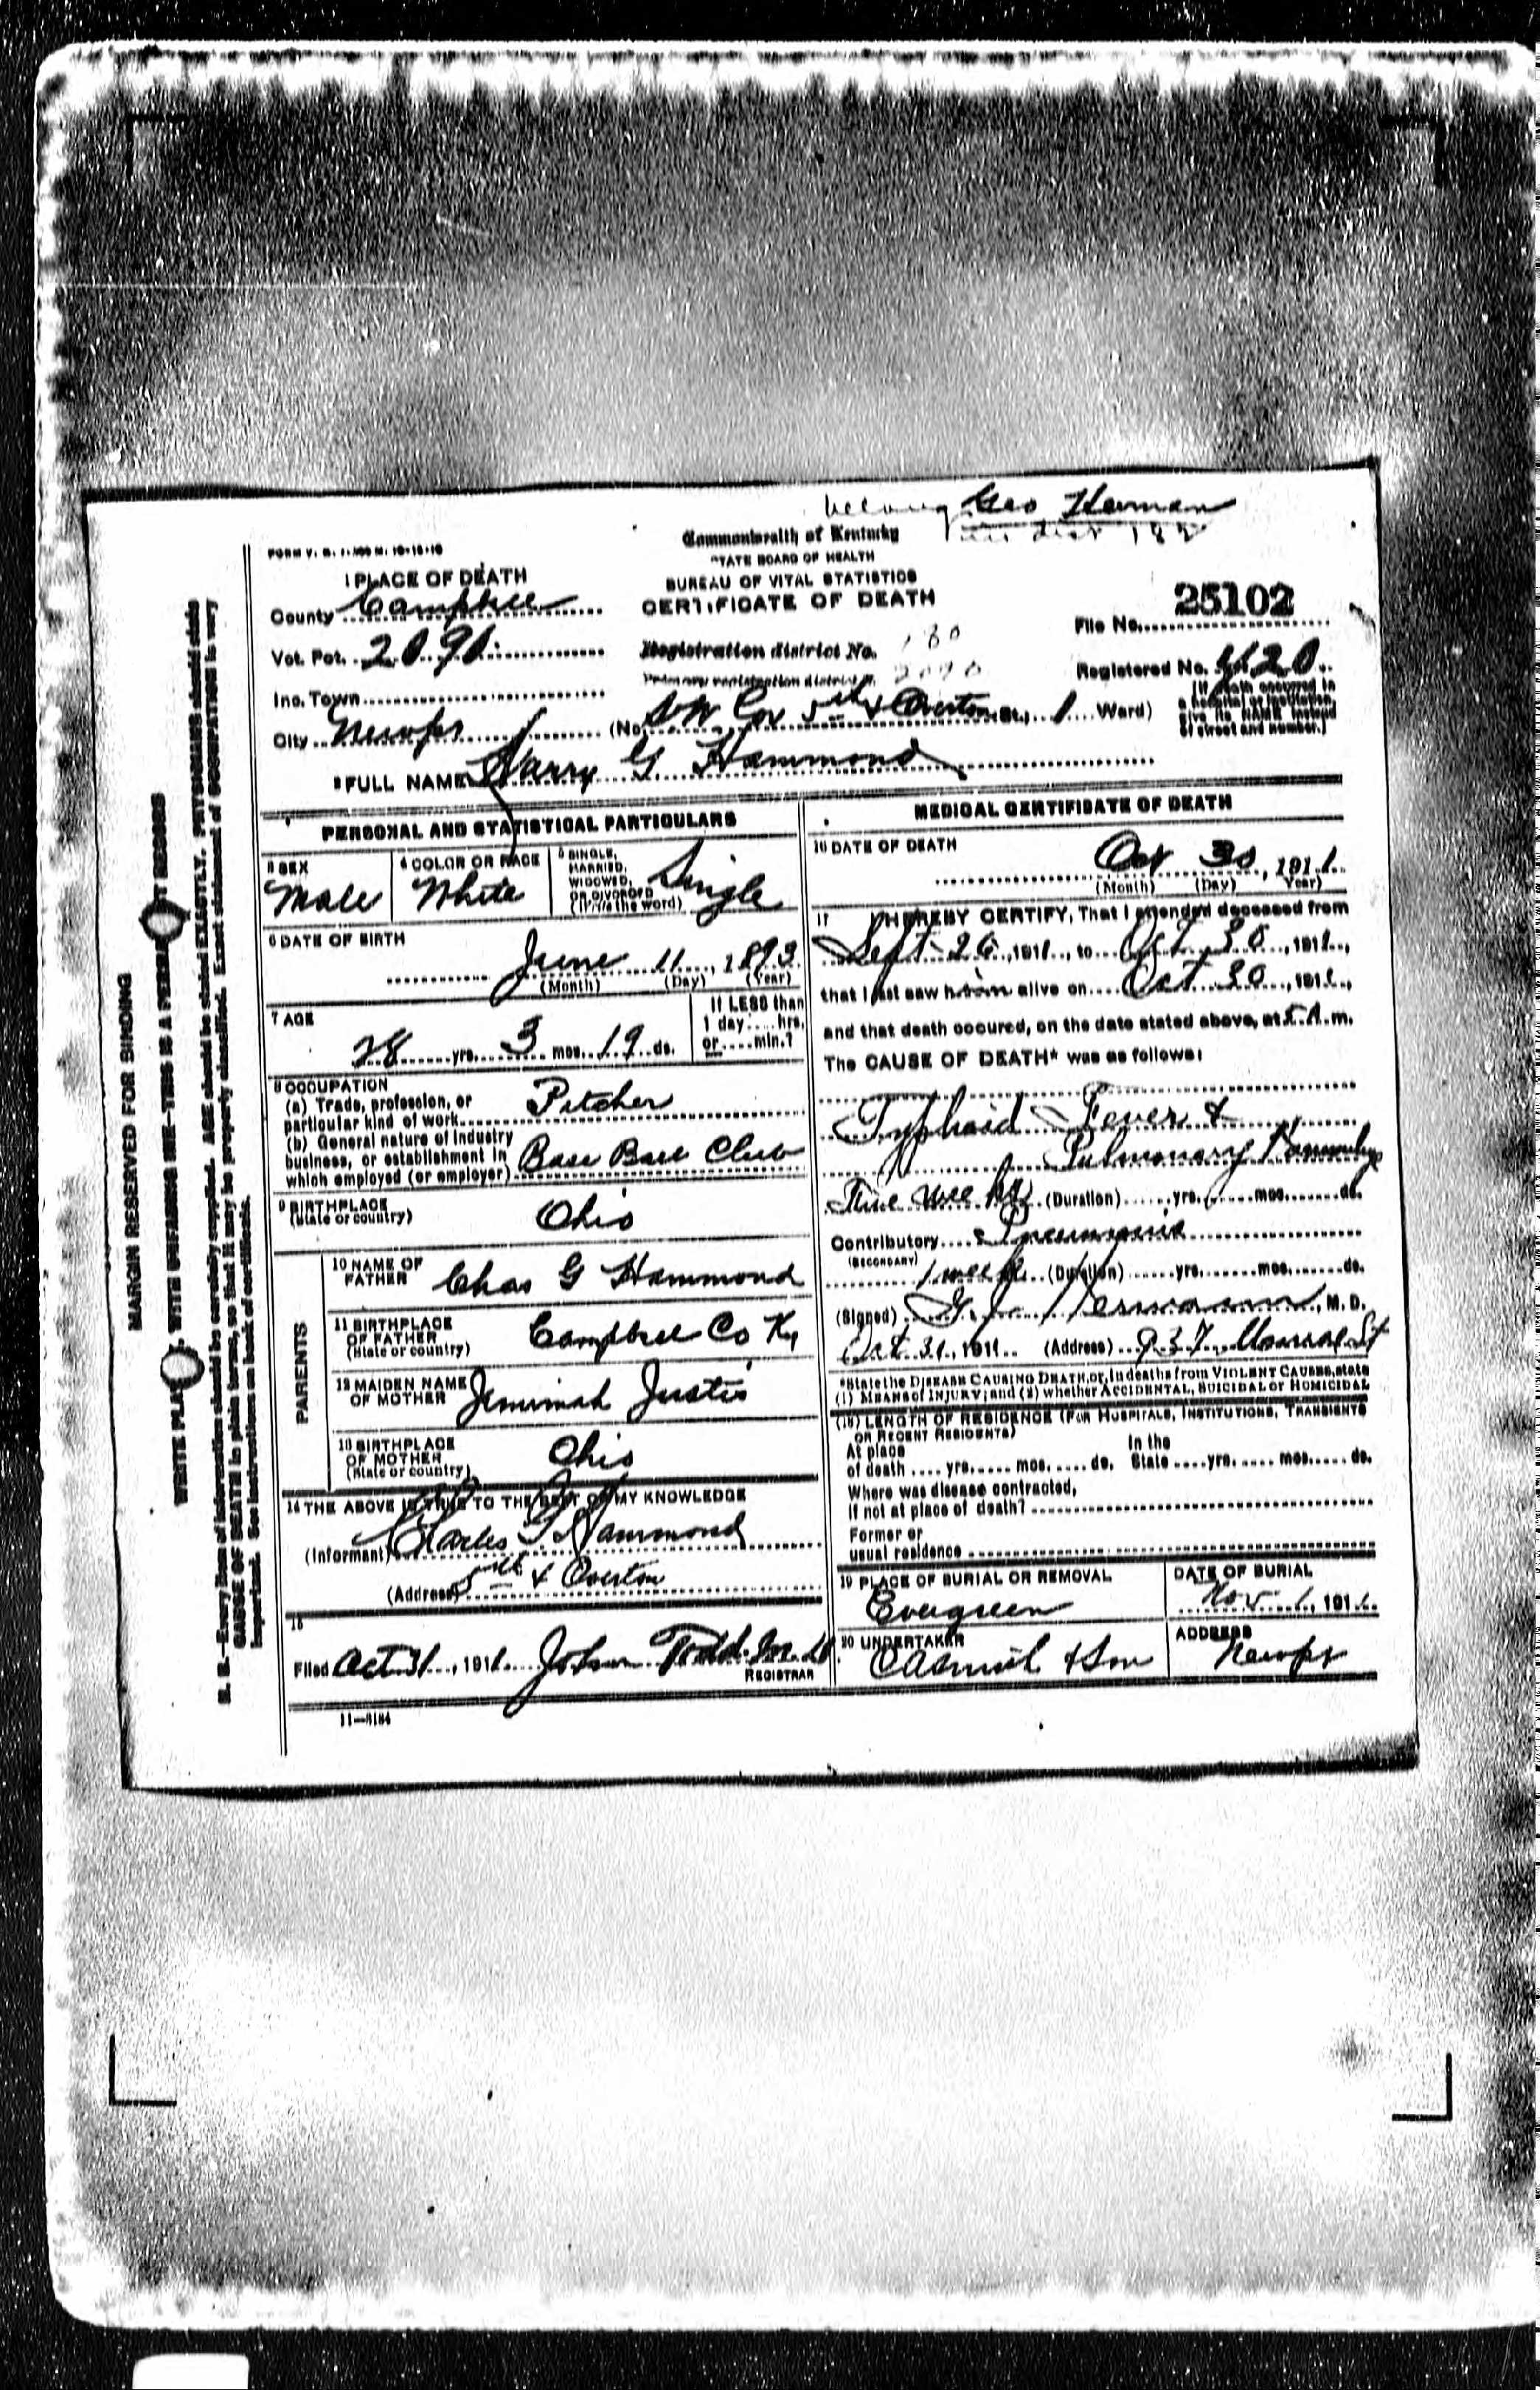 Geo Herman
FORM V. S.
Commonwealth of Kentucky
STATE BOARD OF HEALTH
BUREAU OF VITAL STATISTICS
CERTIFICATE OF DEATH
1 PLACE OF DEATH
County Campbell
Vot. Pct. 2090
Inc. Town
City Newpt
Registration district No. 180
Primary registration district 2090
(No. SW Cor 5th & Overton St., 1 Ward)
25102
File No.
Registered No. 420
[If death occurred in a hospital or institution, give its NAME instead of street and number.]
2 FULL NAME Harry G Hammond
PERSONAL AND STATISTICAL PARTICULARS
3 SEX
Male
4 COLOR OR RACE
White
5 SINGLE, MARRIED, WIDOWED, OR DIVORCED (Write the word)
Single
6 DATE OF BIRTH
June 11, 1893
(Month) (Day) (Year)
7 AGE
28 yrs. 3 mos. 19 ds.
If LESS than 1 day.... hrs. or .... min.?
8 OCCUPATION
(a) Trade, profession, or particular kind of work Pitcher
(b) General nature of industry business, or establishment in which employed (or employer) Base Ball Club
9 BIRTHPLACE (State or country)
Ohio
PARENTS
10 NAME OF FATHER
Chas G Hammond
11 BIRTHPLACE OF FATHER (State or country)
Campbell Co Ky
12 MAIDEN NAME OF MOTHER
Jemimah Justis
13 BIRTHPLACE OF MOTHER (State or country)
Ohio
14 THE ABOVE IS TRUE TO THE BEST OF MY KNOWLEDGE
(Informant) Charles G. Hammond
(Address) 5th & Overton
15
Filed Oct 31, 1911 John Todd M.D.
REGISTRAR
11—5184
MEDICAL CERTIFICATE OF DEATH
16 DATE OF DEATH
Oct 30, 1911
(Month) (Day) (Year)
17 I HEREBY CERTIFY, That I attended deceased from
Sept 26, 1911, to Oct 30, 1911,
that I last saw him alive on Oct 30, 1911,
and that death occured, on the date stated above, at 5 A.m.
The CAUSE OF DEATH* was as follows:
Typhoid Fever &
Pulmonary
Five weeks (Duration) yrs. mos. ds.
Contributory Pneumonia
(SECONDARY)
1 week (Duration) yrs. mos. ds.
(Signed) G. J. Hermann, M. D.
Oct 31, 1911 (Address) 937 Monroe St
*State the DISEASE CAUSING DEATH, or, in deaths from VIOLENT CAUSES, state
(1) MEANS of INJURY; and (2) whether ACCIDENTAL, SUICIDAL or HOMICIDAL
(18) LENGTH OF RESIDENCE (FOR HOSPITALS, INSTITUTIONS, TRANSIENTS OR RECENT RESIDENTS)
At place of death .... yrs. .... mos. .... ds. In the State .... yrs. .... mos. .... ds.
Where was disease contracted,
if not at place of death?
Former or
usual residence
19 PLACE OF BURIAL OR REMOVAL
Evergreen
DATE OF BURIAL
Nov 1, 1911
20 UNDERTAKER
& Son
ADDRESS
Newpt
MARGIN RESERVED FOR BINDING
WRITE PLAINLY, WITH UNFADING INK—THIS IS A PERMANENT RECORD
N. B.—Every item of information should be carefully supplied. AGE should be stated EXACTLY. PHYSICIANS should state
CAUSE OF DEATH in plain terms, so that it may be properly classified. Exact statement of OCCUPATION is very
important. See instructions on back of certificate.